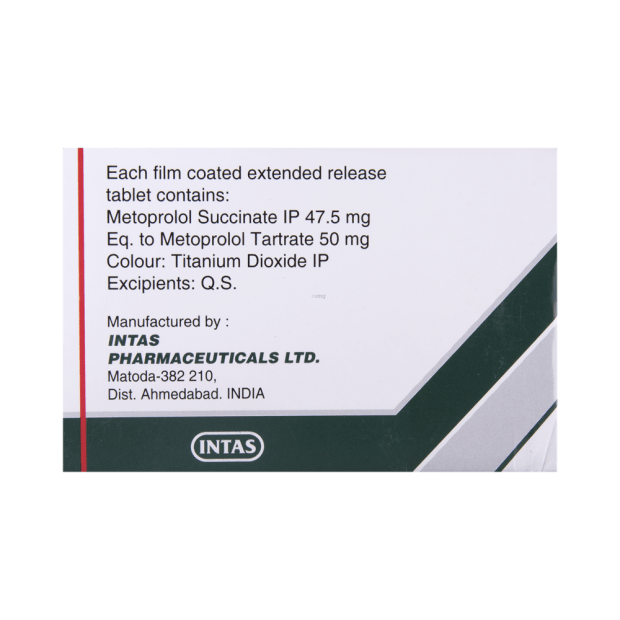 Each film coated extended release
tablet contains:
Metoprolol Succinate IP 47.5 mg
Eq. to Metoprolol Tartrate 50 mg
Colour: Titanium Dioxide IP
Excipients: Q.S.
Manufactured by :
INTAS
PHARMACEUTICALS LTD.
Matoda-382 210,
Dist. Ahmedabad. INDIA
INTAS